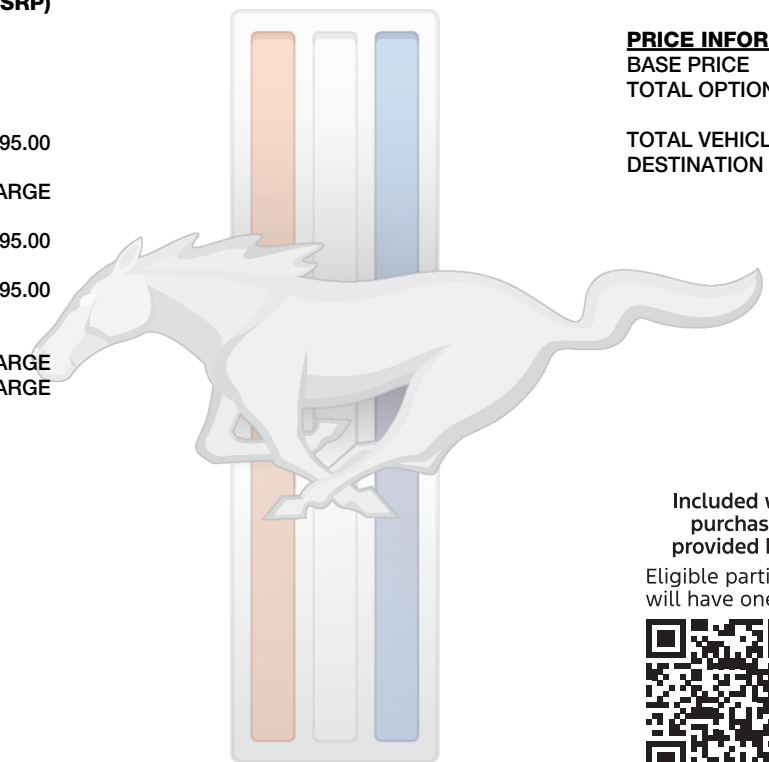 SRP)
95.00
ARGE
95.00
95.00
ARGE
ARGE
PRICE INFOR
BASE PRICE
TOTAL OPTION
TOTAL VEHICL
DESTINATION
Included w
purchas
provided b
Eligible parti
will have one